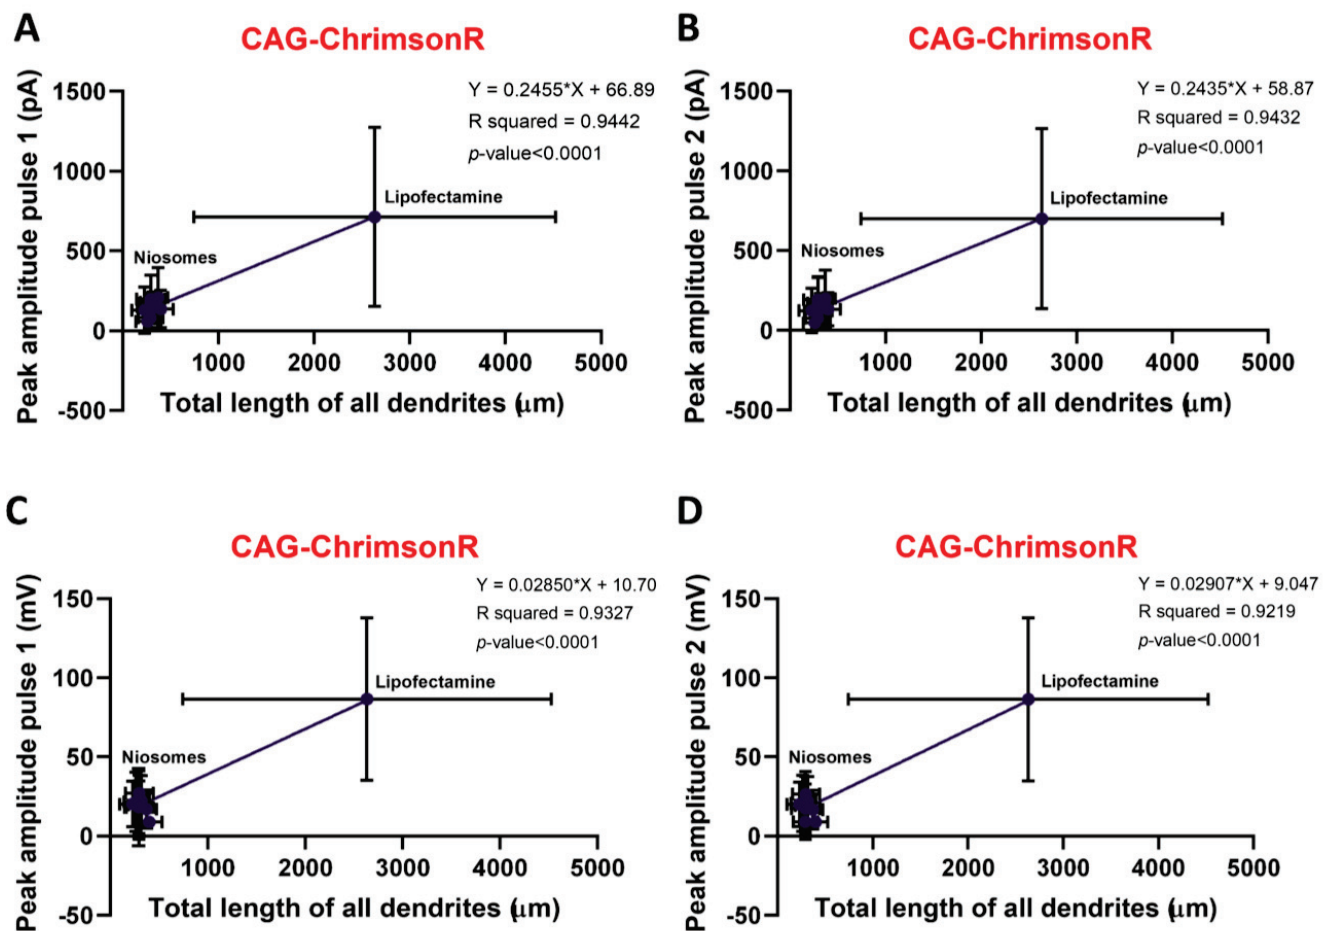 A
CAG-ChrimsonR
Y = 0.2455*X + 66.89
R squared = 0.9442
p-value<0.0001
Peak amplitude pulse 1 (pA)
1500
1000
500
0
-500
Lipofectamine
Niosomes
1000 2000 3000 4000 5000
Total length of all dendrites (μm)
B
CAG-ChrimsonR
Y = 0.2435*X + 58.87
R squared = 0.9432
p-value<0.0001
Peak amplitude pulse 2 (pA)
1500
1000
500
0
-500
Lipofectamine
Niosomes
1000 2000 3000 4000 5000
Total length of all dendrites (μm)
C
CAG-ChrimsonR
Y = 0.02850*X + 10.70
R squared = 0.9327
p-value<0.0001
Peak amplitude pulse 1 (mV)
150
100
50
0
-50
Lipofectamine
Niosomes
1000 2000 3000 4000 5000
Total length of all dendrites (μm)
D
CAG-ChrimsonR
Y = 0.02907*X + 9.047
R squared = 0.9219
p-value<0.0001
Peak amplitude pulse 2 (mV)
150
100
50
0
-50
Lipofectamine
Niosomes
1000 2000 3000 4000 5000
Total length of all dendrites (μm)